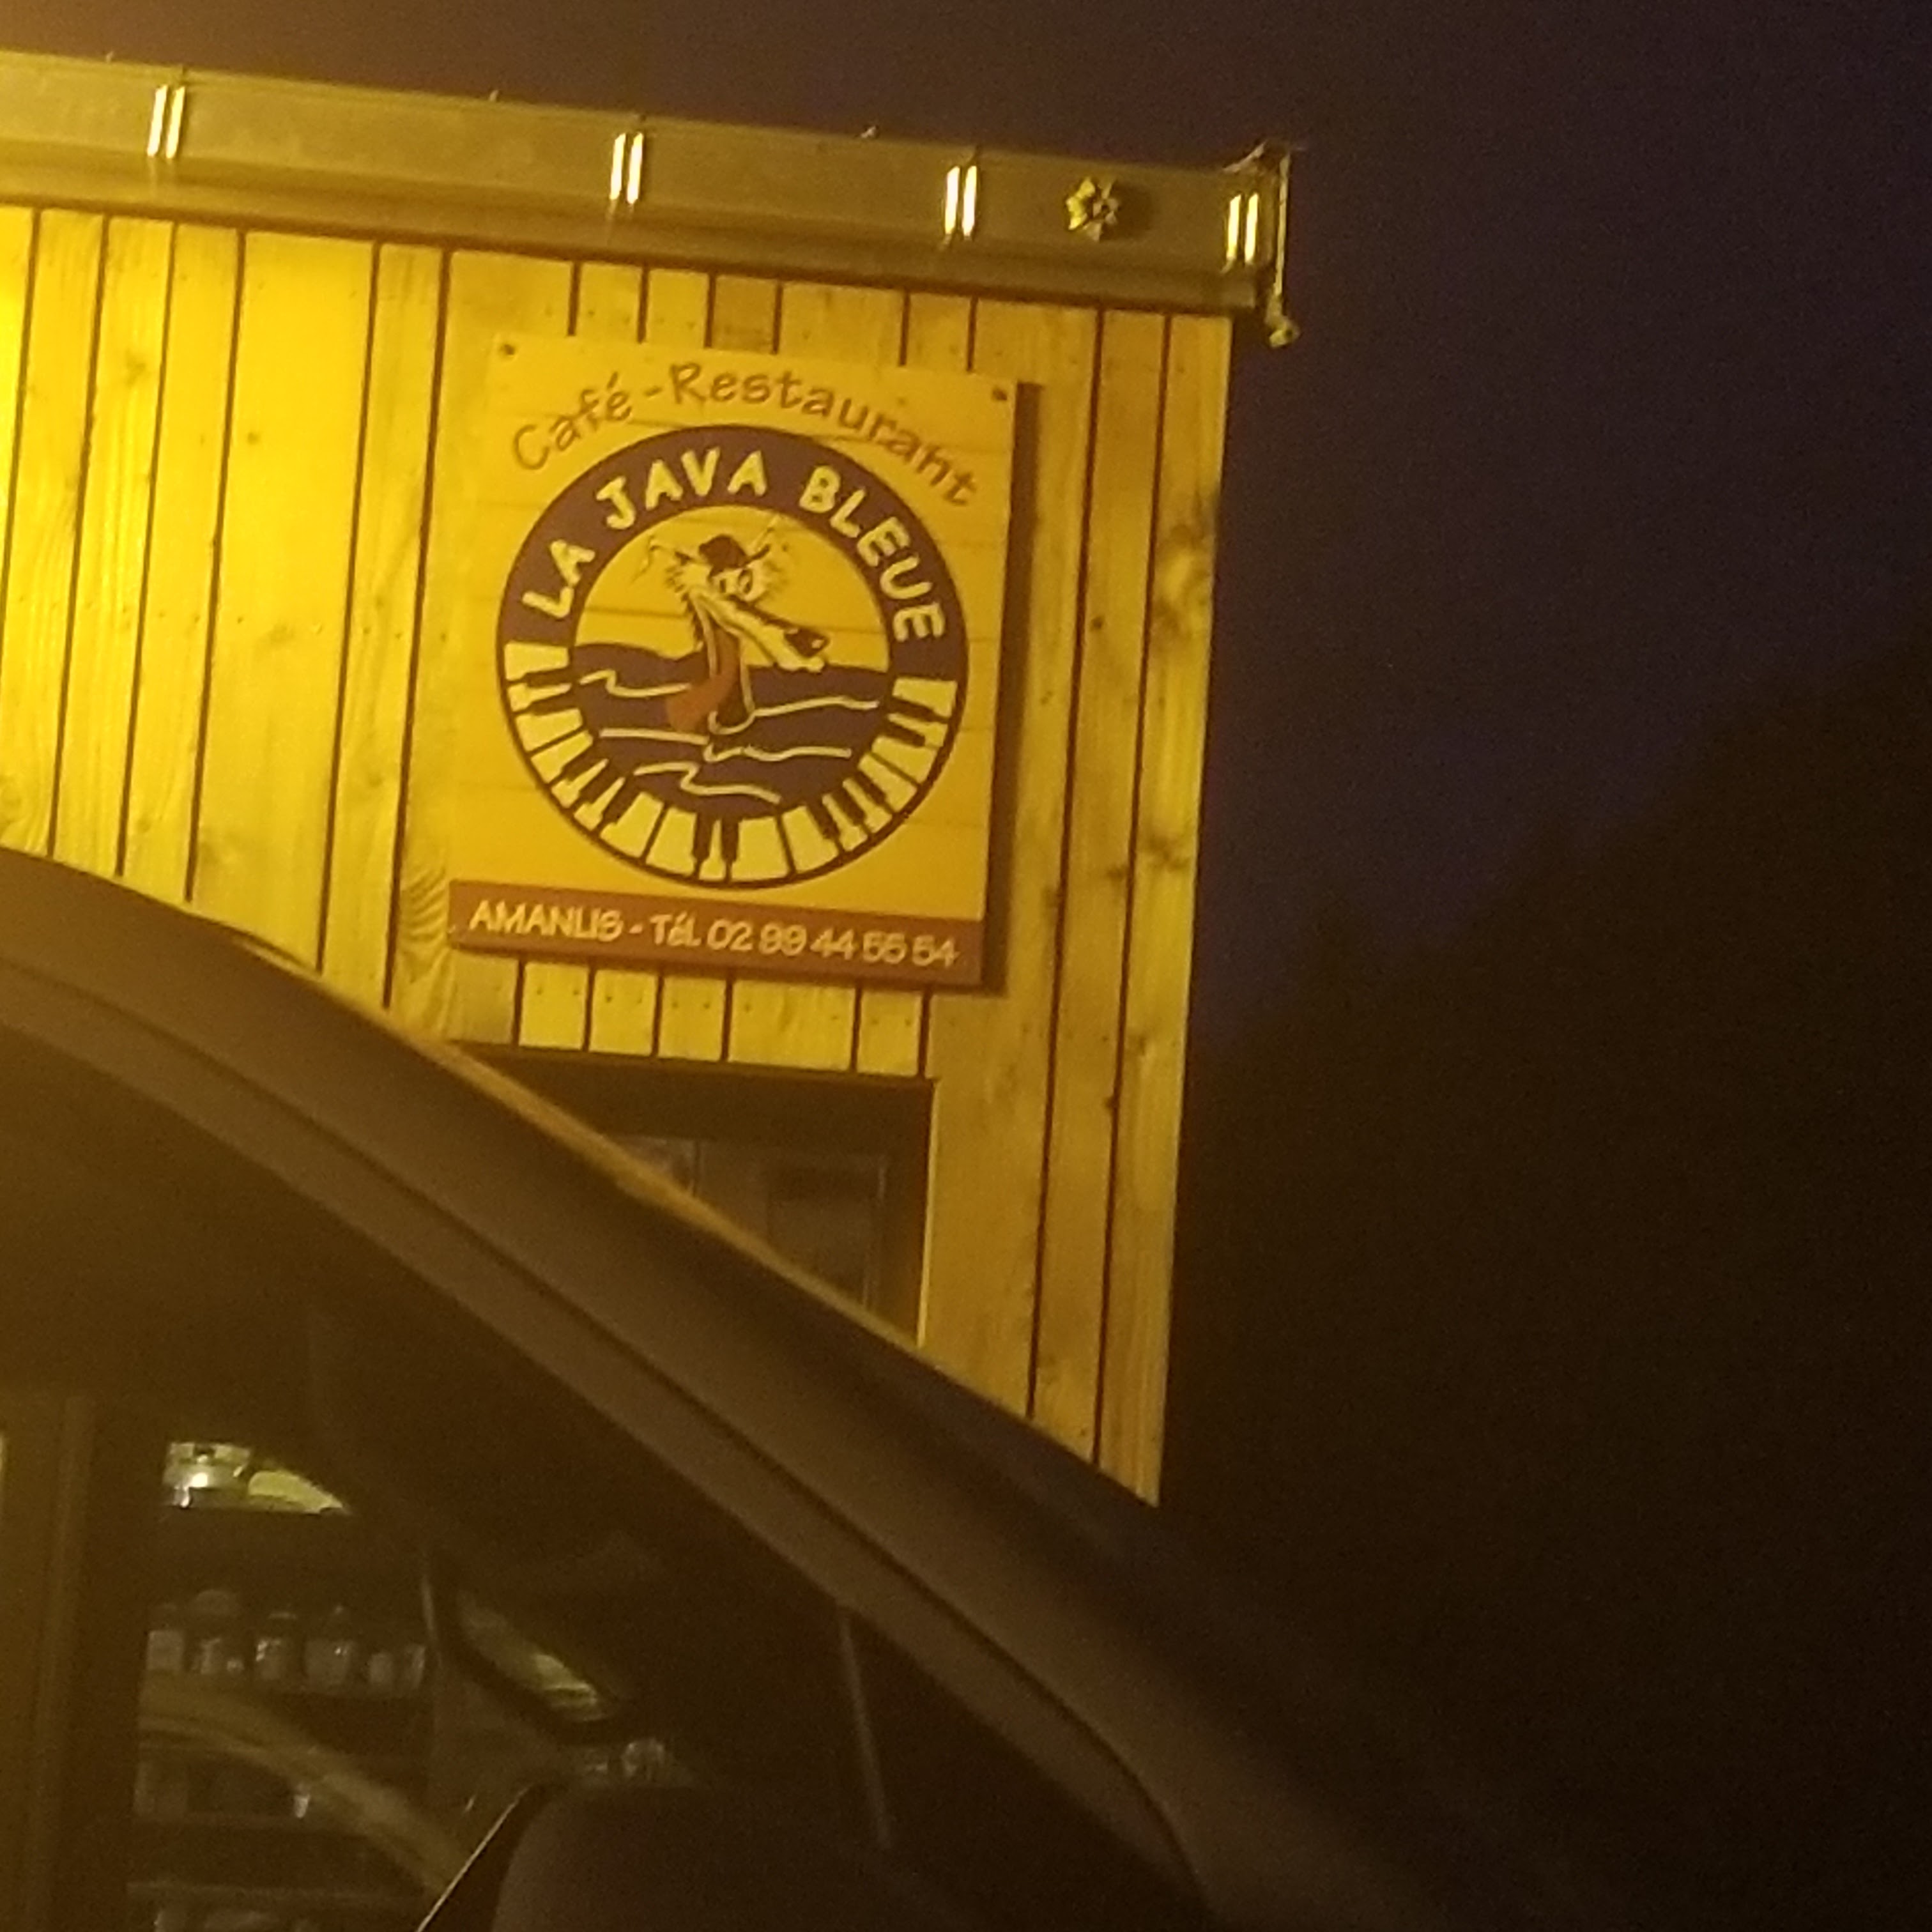 Café-Restaurant
LA JAVA BLEUE
AMANLIS - Tél. 02 99 44 55 54